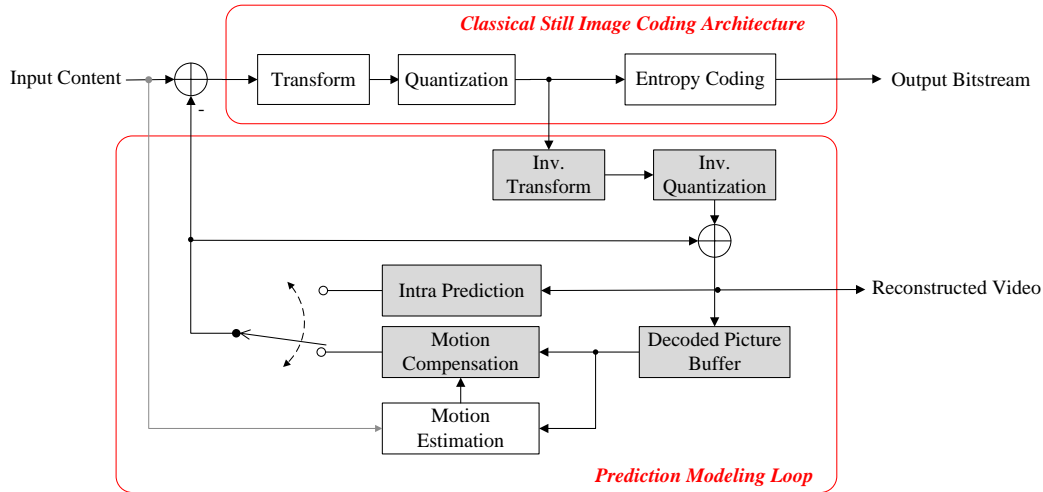 Classical Still Image Coding Architecture
Input Content
Transform
Quantization
Entropy Coding
Output Bitstream
-
Inv.
Transform
Inv.
Quantization
Intra Prediction
Reconstructed Video
Motion
Compensation
Decoded Picture
Buffer
Motion
Estimation
Prediction Modeling Loop